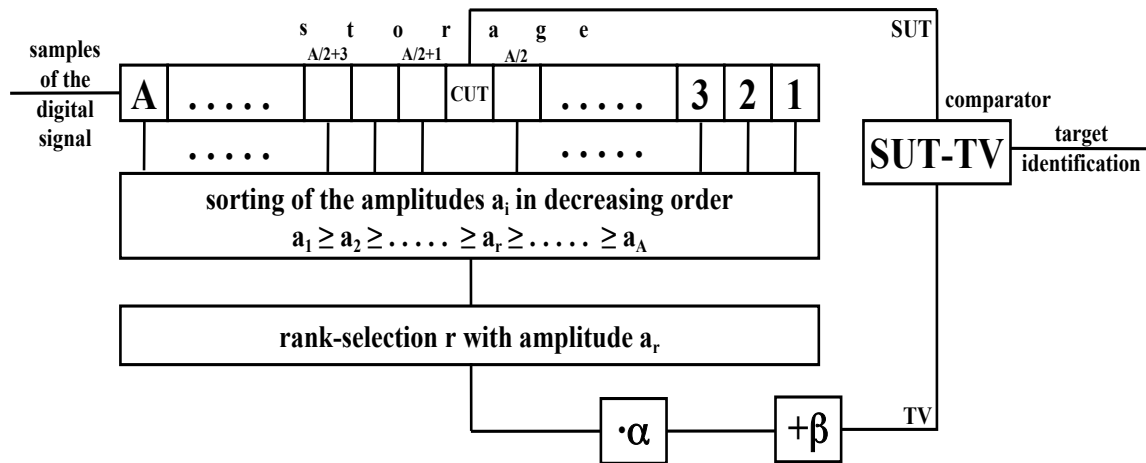 s t o r a g e
SUT
samples
of the
digital
signal
A/2+3 A/2+1 A/2
A ..... CUT ..... 3 2 1
comparator
..... .....
SUT-TV
target
identification
sorting of the amplitudes aᵢ in decreasing order
a₁ ≥ a₂ ≥ ..... ≥ aᵣ ≥ ..... ≥ a_A
rank-selection r with amplitude aᵣ
·α
+β
TV